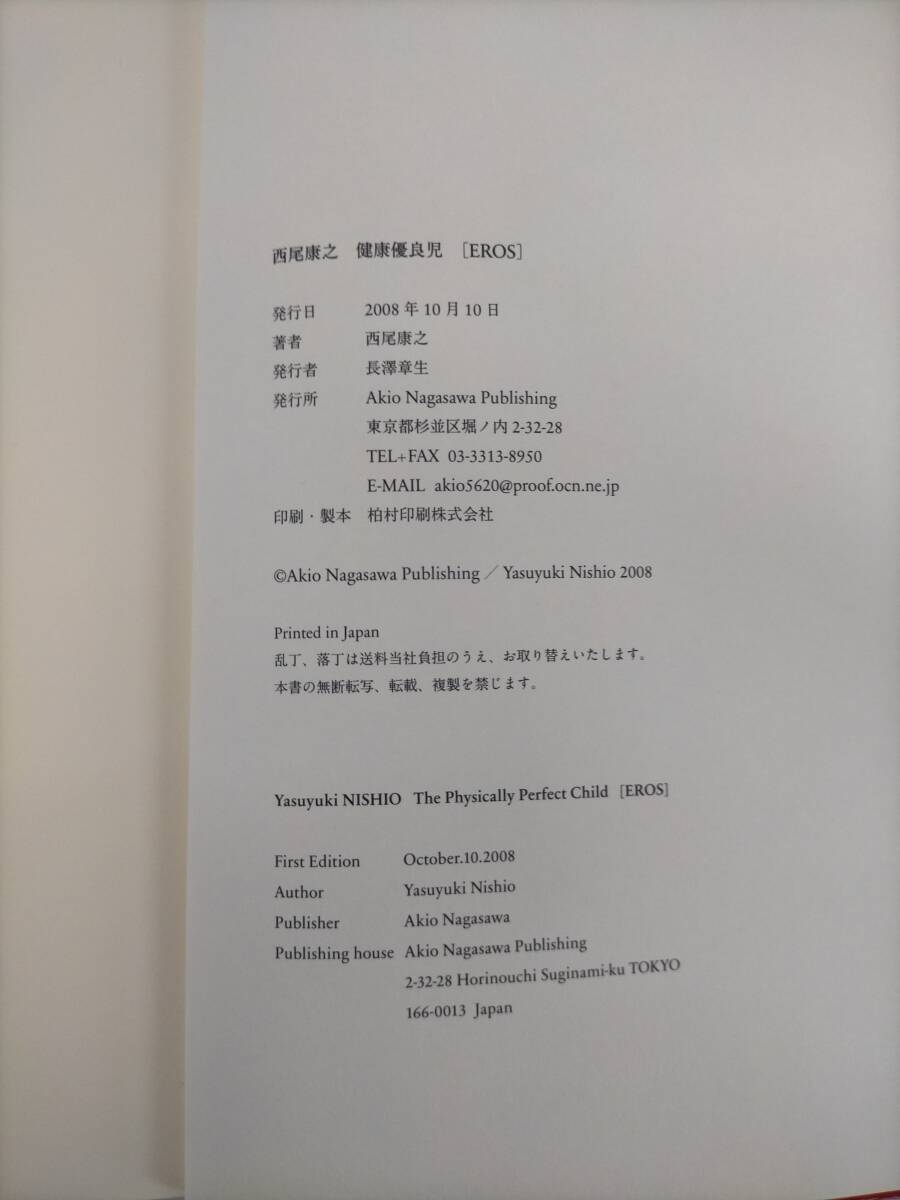 西尾康之　健康優良児　［EROS］
発行日　2008 年 10 月 10 日
著者　西尾康之
発行者　長澤章生
発行所　Akio Nagasawa Publishing
東京都杉並区堀ノ内 2-32-28
TEL+FAX 03-3313-8950
E-MAIL akio5620@proof.ocn.ne.jp
印刷・製本　柏村印刷株式会社
©Akio Nagasawa Publishing／Yasuyuki Nishio 2008
Printed in Japan
乱丁、落丁は送料当社負担のうえ、お取り替えいたします。
本書の無断転写、転載、複製を禁じます。
Yasuyuki NISHIO The Physically Perfect Child ［EROS］
First Edition October.10.2008
Author Yasuyuki Nishio
Publisher Akio Nagasawa
Publishing house Akio Nagasawa Publishing
2-32-28 Horinouchi Suginami-ku TOKYO
166-0013 Japan